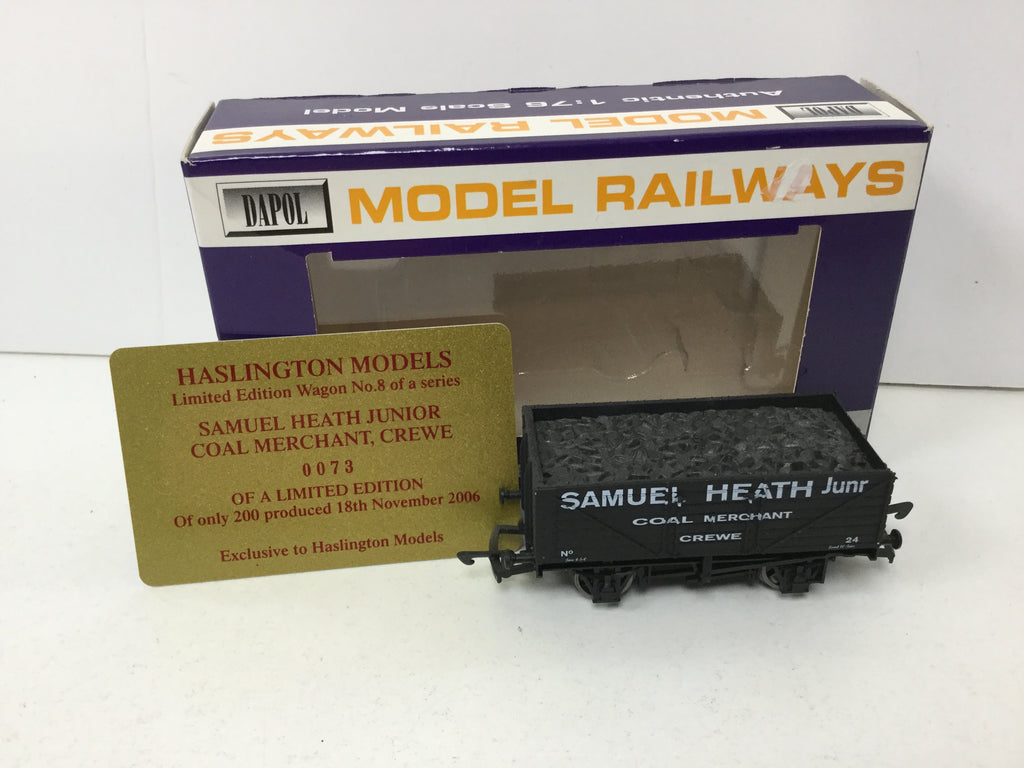 Authentic 1:76 Scale Model
MODEL RAILWAYS
DAPOL
DAPOL
MODEL RAILWAYS
HASLINGTON MODELS
Limited Edition Wagon No.8 of a series
SAMUEL HEATH JUNIOR
COAL MERCHANT, CREWE
0073
OF A LIMITED EDITION
Of only 200 produced 18th November 2006
Exclusive to Haslington Models
SAMUEL HEATH Junr
COAL MERCHANT
CREWE
No
24